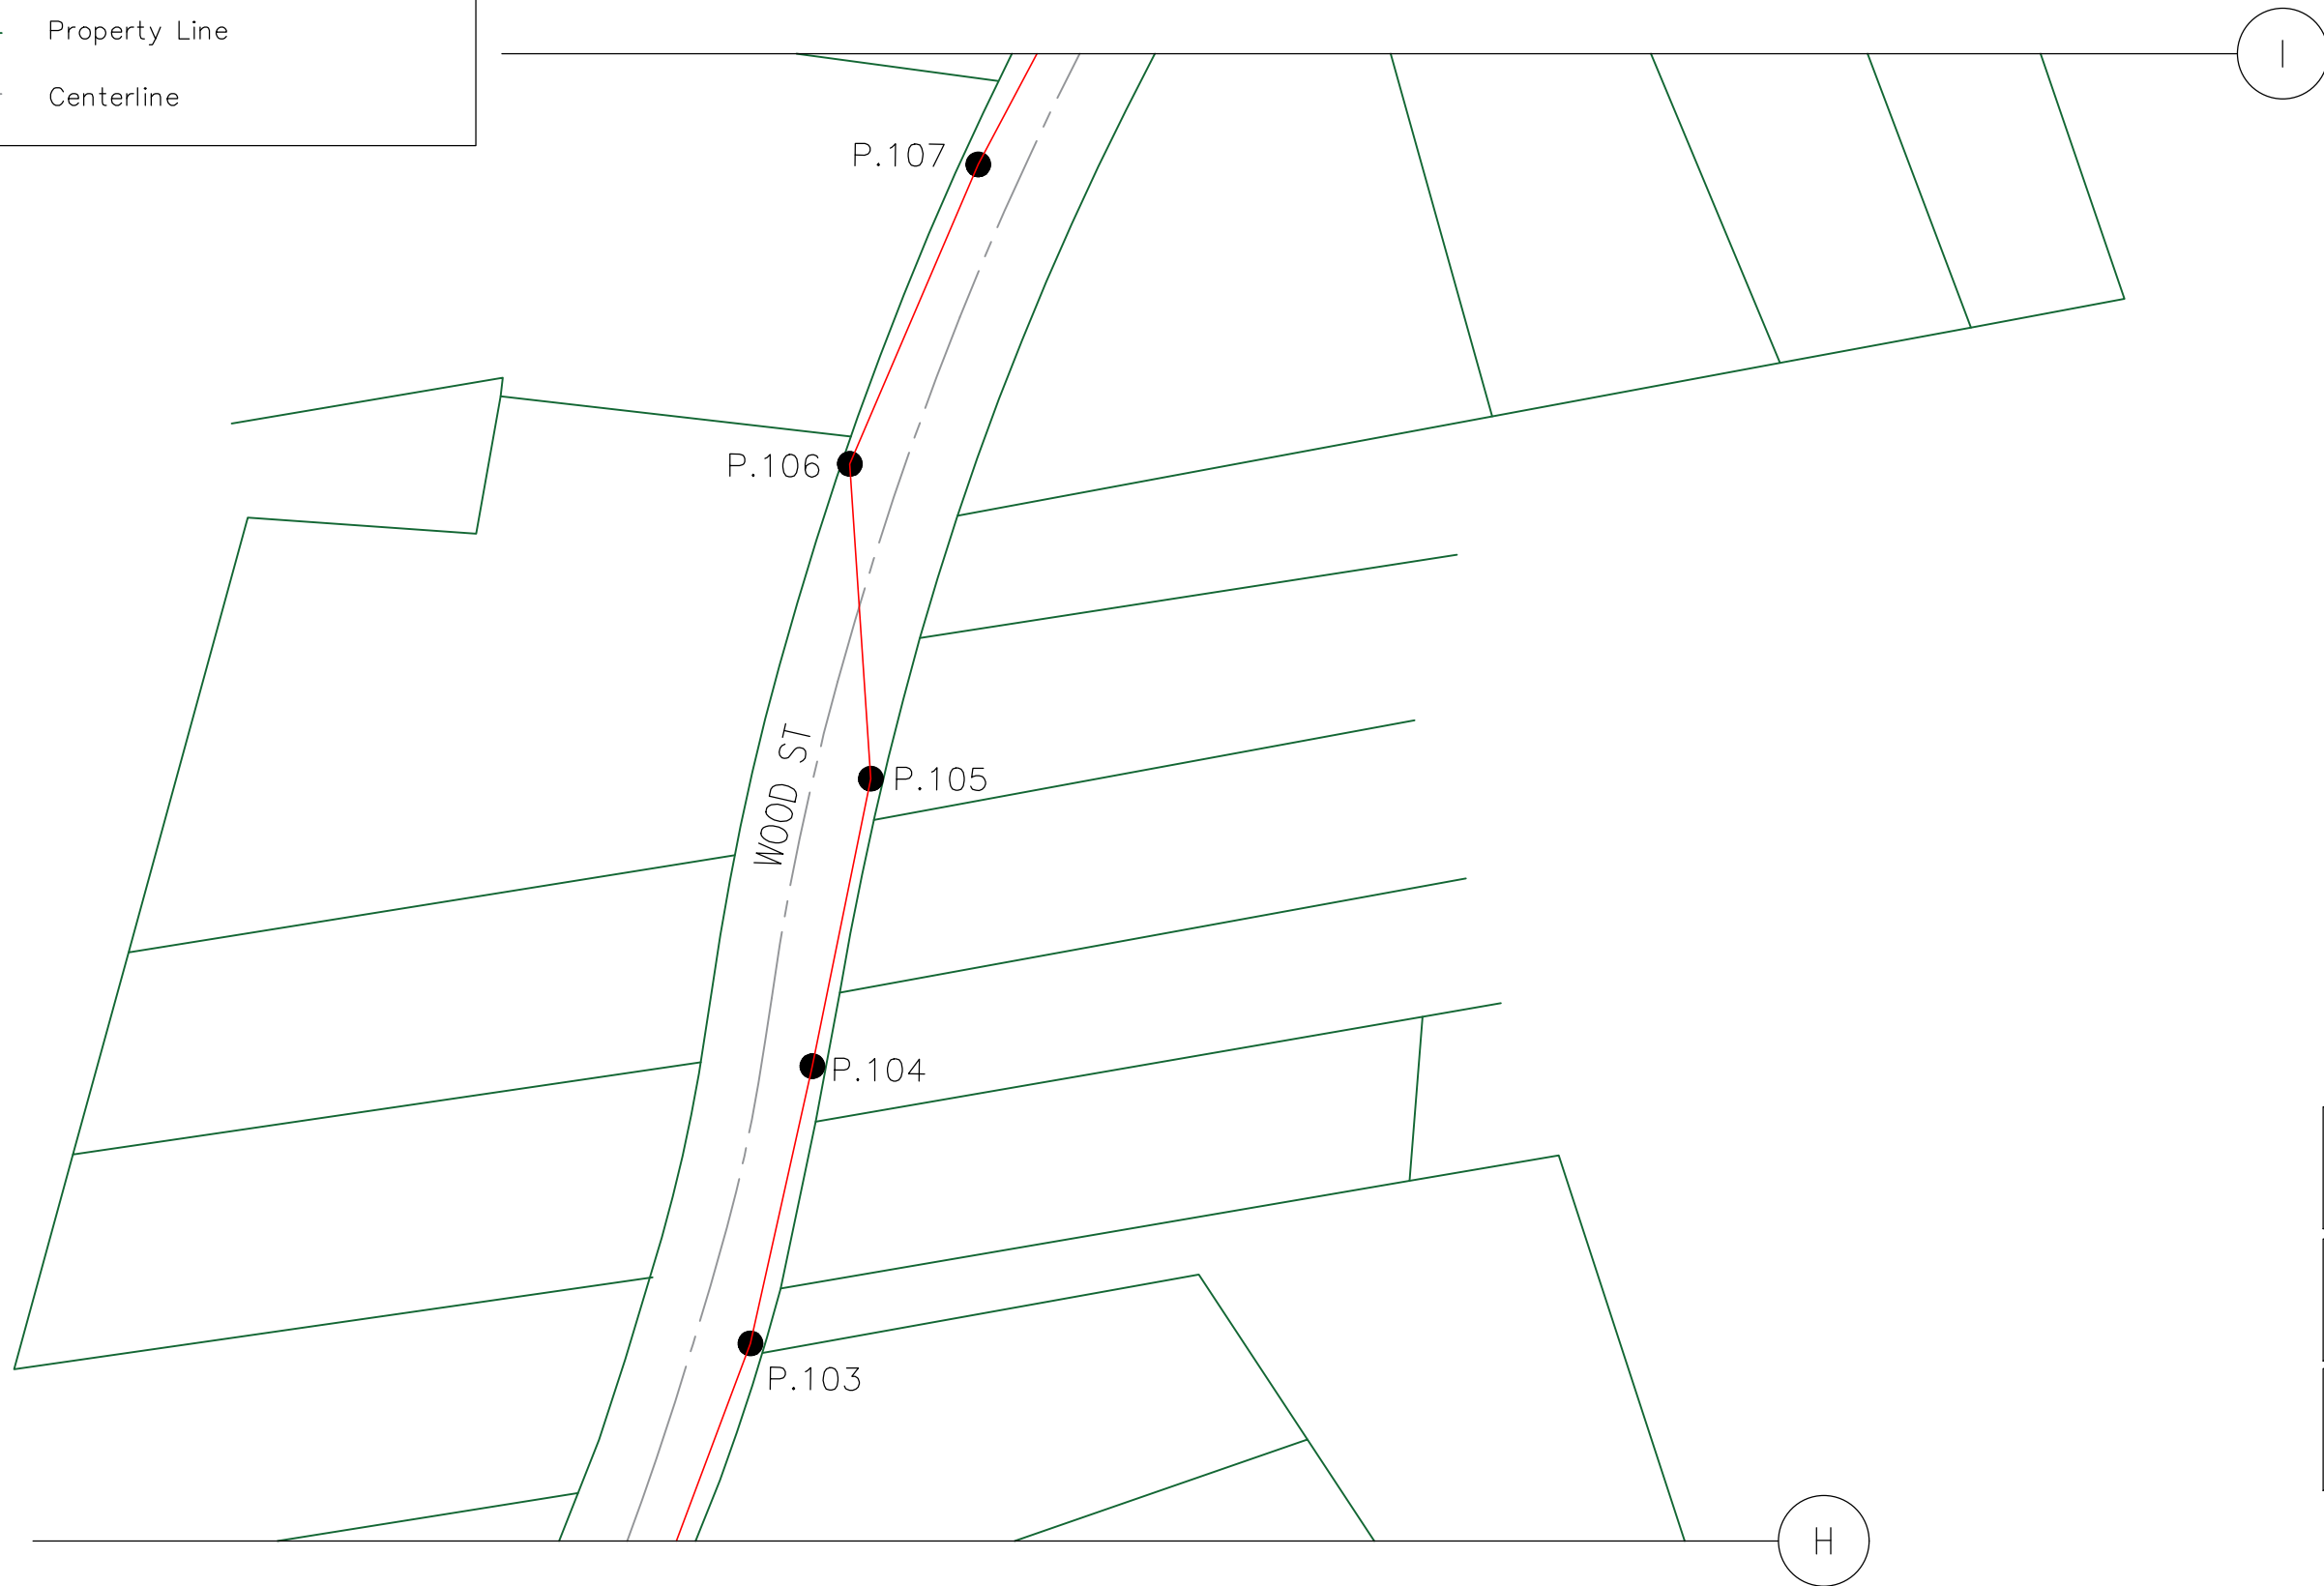 Property Line
Centerline
I
P.107
P.106
WOOD ST
P.105
P.104
P.103
H